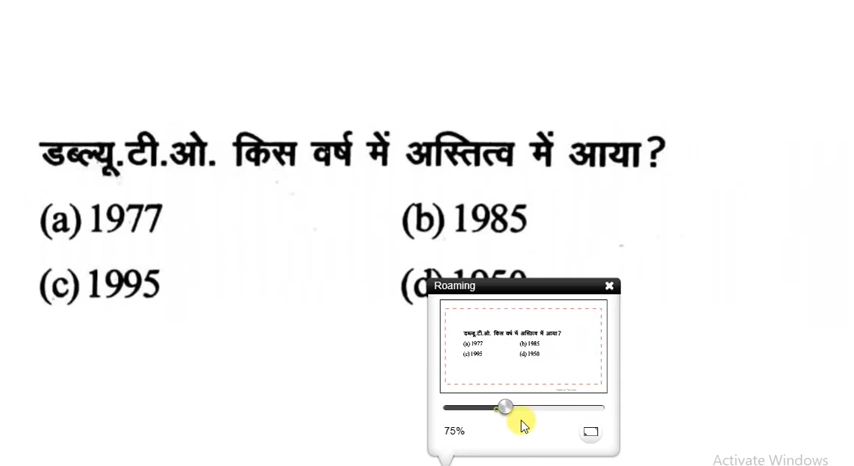 डब्ल्यू.टी.ओ. किस वर्ष में अस्तित्व में आया?
(a) 1977 (b) 1985
(c) 1995 (d) 1950
Roaming
डब्ल्यू.टी.ओ. किस वर्ष में अस्तित्व में आया?
(a) 1977 (b) 1985
(c) 1995 (d) 1950
75%
Activate Windows